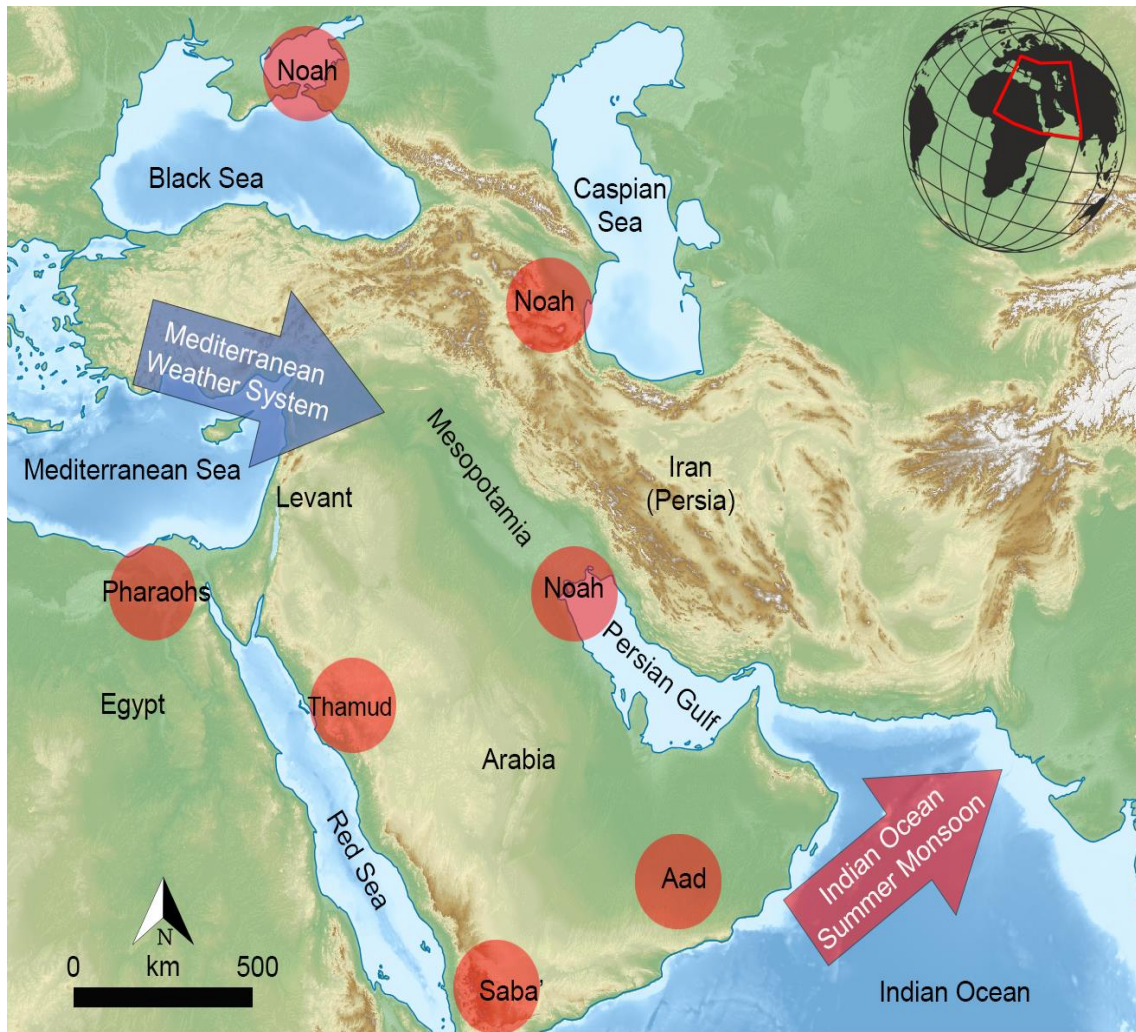 Noah
Black Sea
Caspian
Sea
Noah
Mediterranean
Weather System
Mediterranean Sea
Levant
Mesopotamia
Iran
(Persia)
Pharaohs
Noah
Persian Gulf
Egypt
Thamud
Arabia
Red Sea
Aad
Indian Ocean
Summer Monsoon
N
0
km
500
Saba'
Indian Ocean